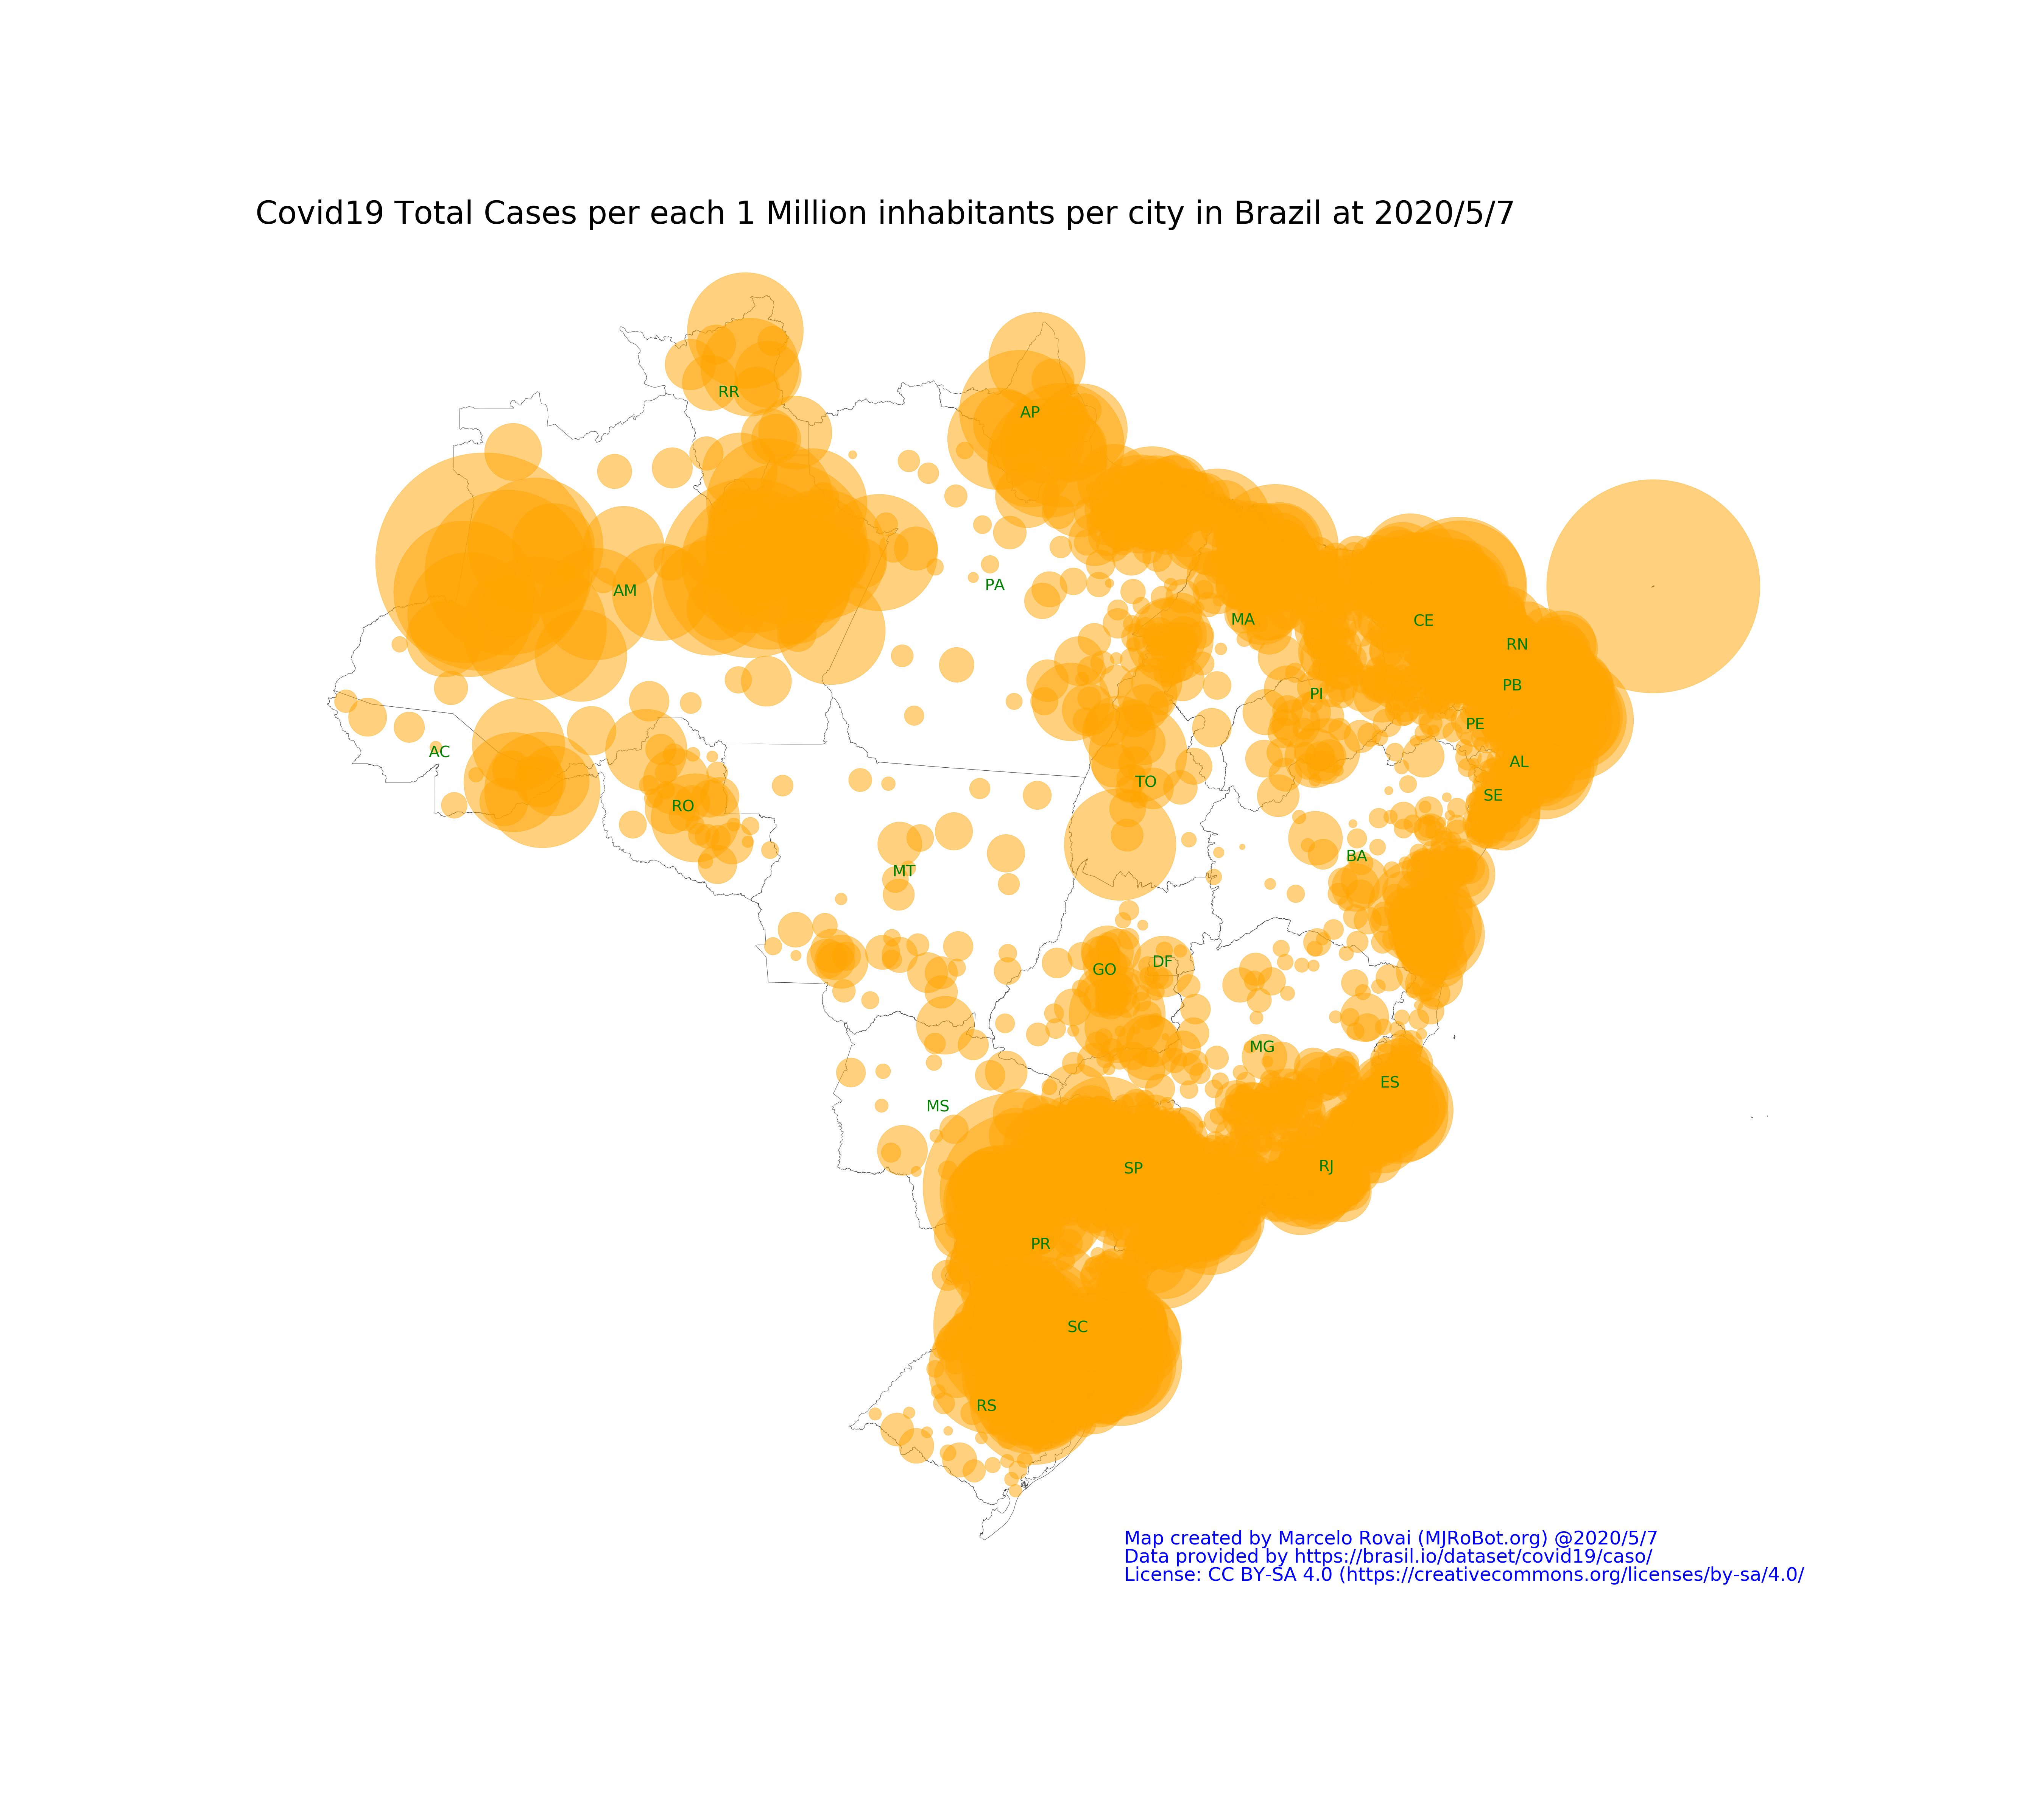 Covid19 Total Cases per each 1 Million inhabitants per city in Brazil at 2020/5/7
RR
AP
AM
PA
MA
CE
RN
PB
PI
PE
AC
AL
TO
RO
SE
BA
MT
DF
GO
MG
ES
MS
SP
RJ
PR
SC
RS
Map created by Marcelo Rovai (MJRoBot.org) @2020/5/7
Data provided by https://brasil.io/dataset/covid19/caso/
License: CC BY-SA 4.0 (https://creativecommons.org/licenses/by-sa/4.0/